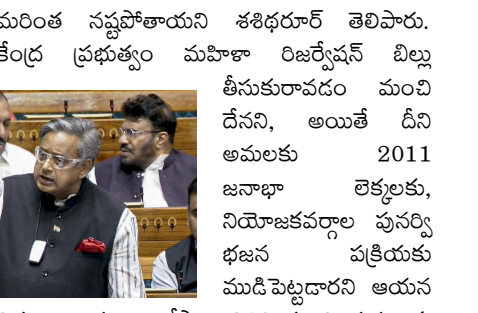 మరింత నష్టపోతాయని శశిథరూర్ తెలిపారు.
కేంద్ర ప్రభుత్వం మహిళా రిజర్వేషన్ బిల్లు
తీసుకురావడం మంచి
దేనని, అయితే దీని
అమలకు 2011
జనాభా లెక్కలకు,
నియోజకవర్గాల పునర్వి
భజన పక్రియకు
ముడిపెట్టడారని ఆయన